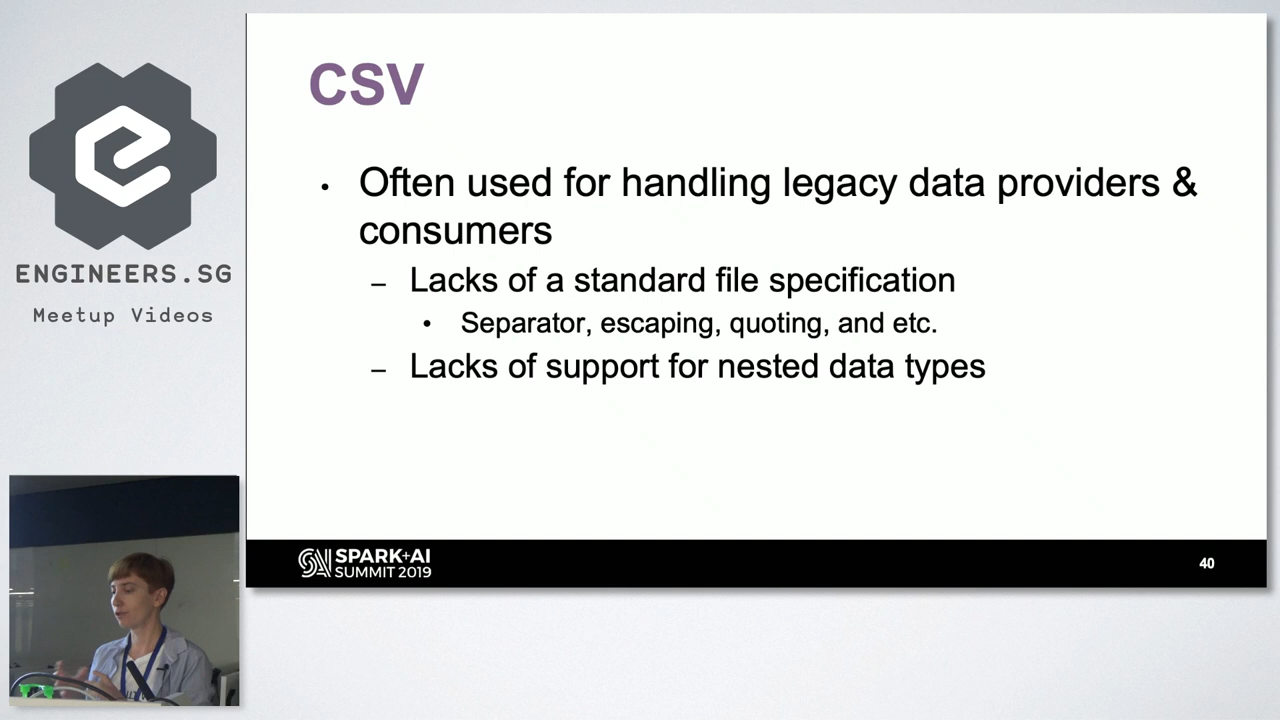 CSV
• Often used for handling legacy data providers &
consumers
– Lacks of a standard file specification
• Separator, escaping, quoting, and etc.
– Lacks of support for nested data types
ENGINEERS.SG
Meetup Videos
SPARK+AI
SUMMIT 2019
40